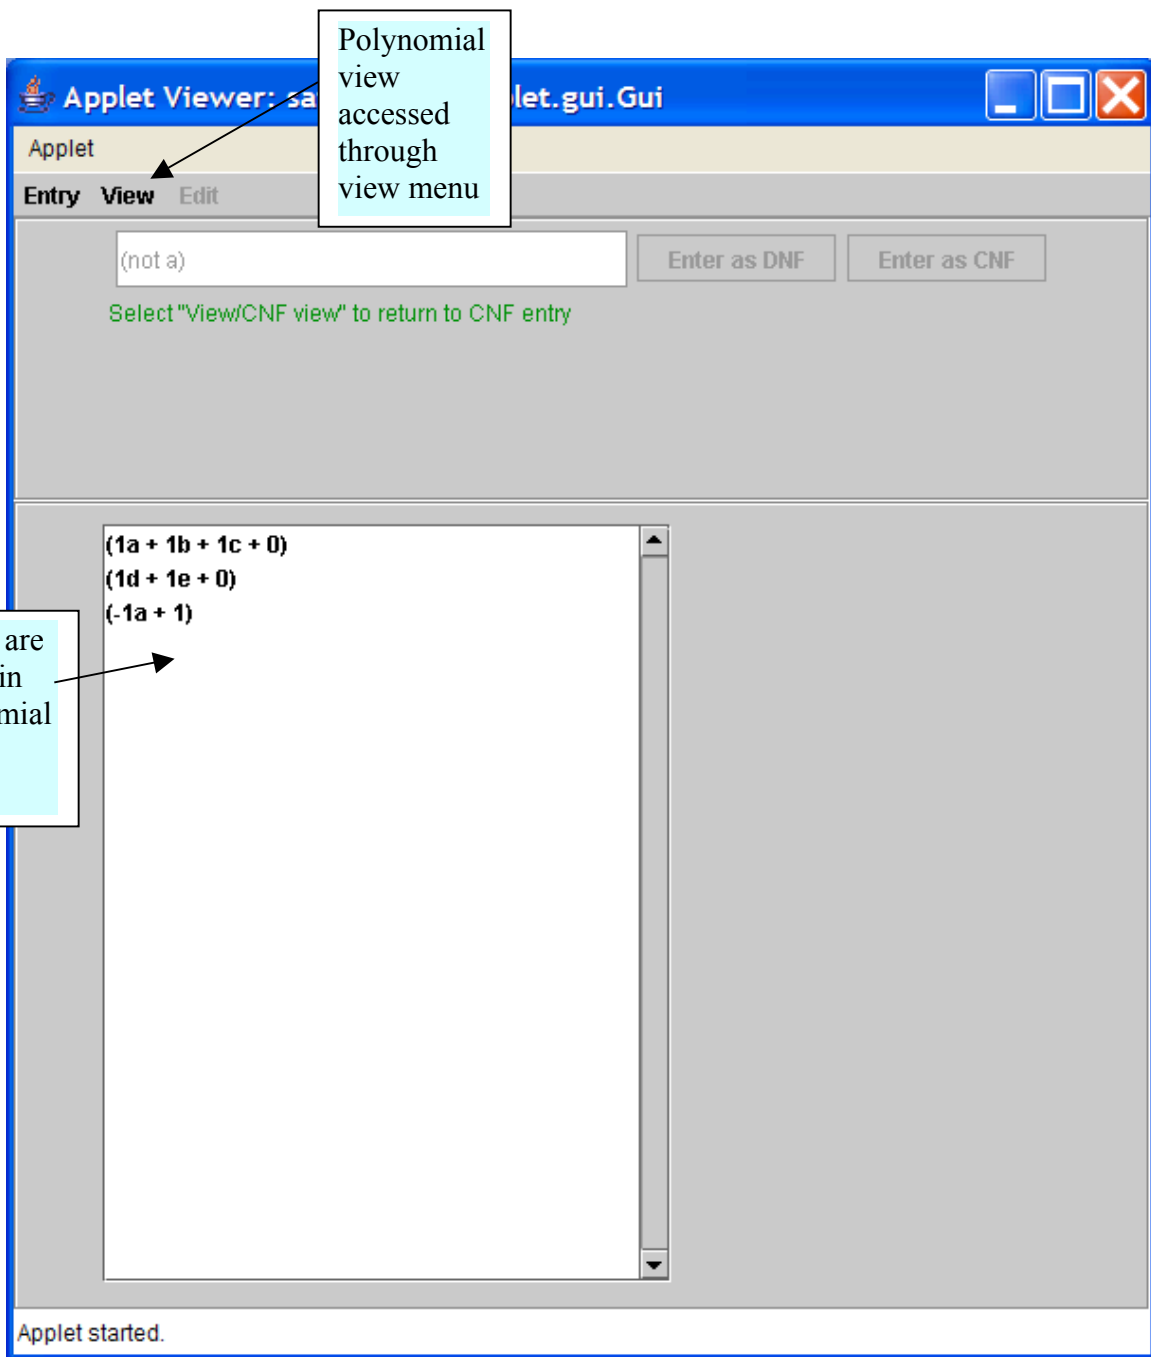 Polynomial
view
accessed
through
view menu
Applet Viewer: sa let.gui.Gui
Applet
Entry View Edit
(not a) Enter as DNF Enter as CNF
Select "View/CNF view" to return to CNF entry
(1a + 1b + 1c + 0)
(1d + 1e + 0)
(-1a + 1)
are
in
mial
Applet started.